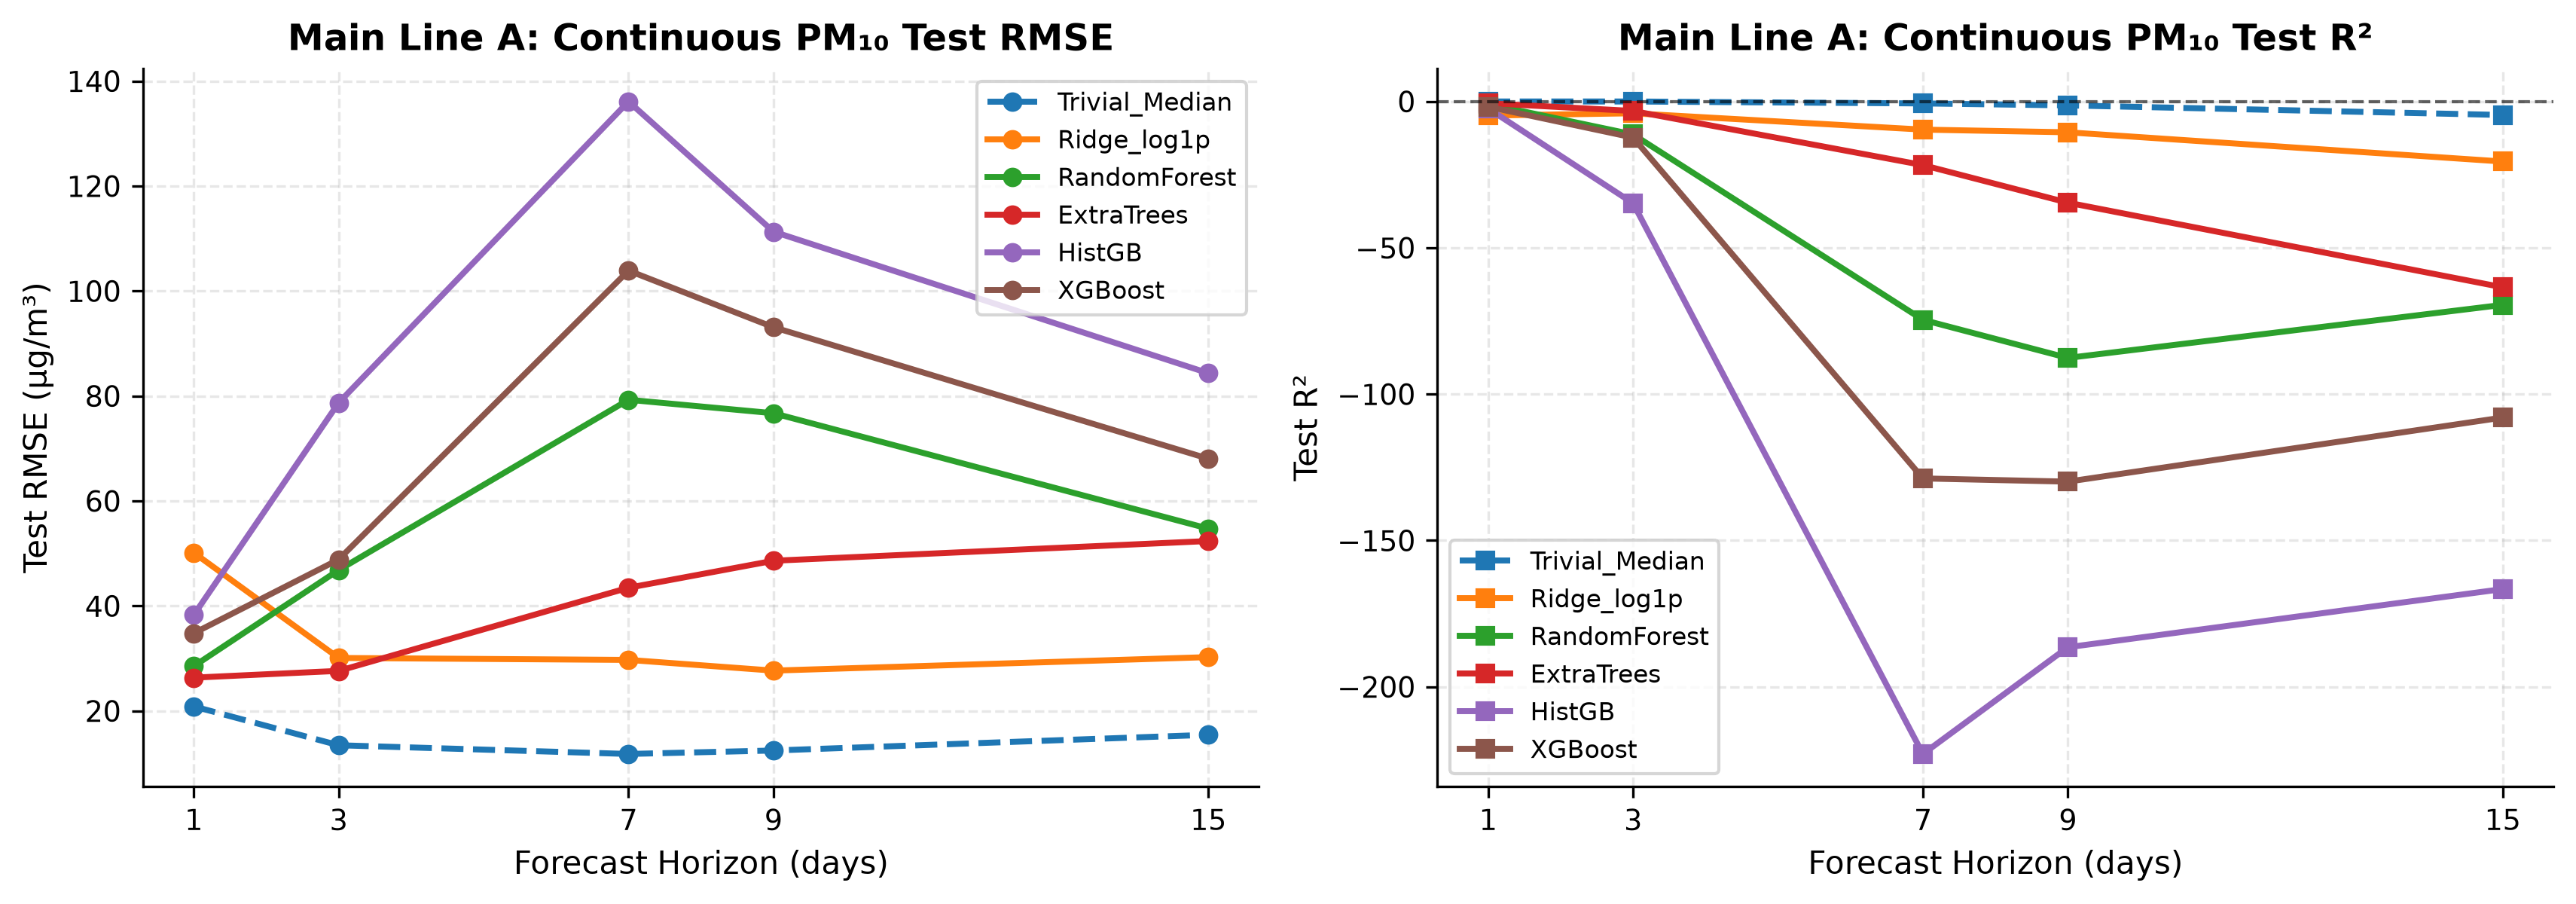 Main Line A: Continuous PM₁₀ Test RMSE
140
120
100
80
60
40
20
Test RMSE (µg/m³)
Trivial_Median
Ridge_log1p
RandomForest
ExtraTrees
HistGB
XGBoost
1 3 7 9 15
Forecast Horizon (days)
Main Line A: Continuous PM₁₀ Test R²
0
−50
−100
−150
−200
Test R²
Trivial_Median
Ridge_log1p
RandomForest
ExtraTrees
HistGB
XGBoost
1 3 7 9 15
Forecast Horizon (days)